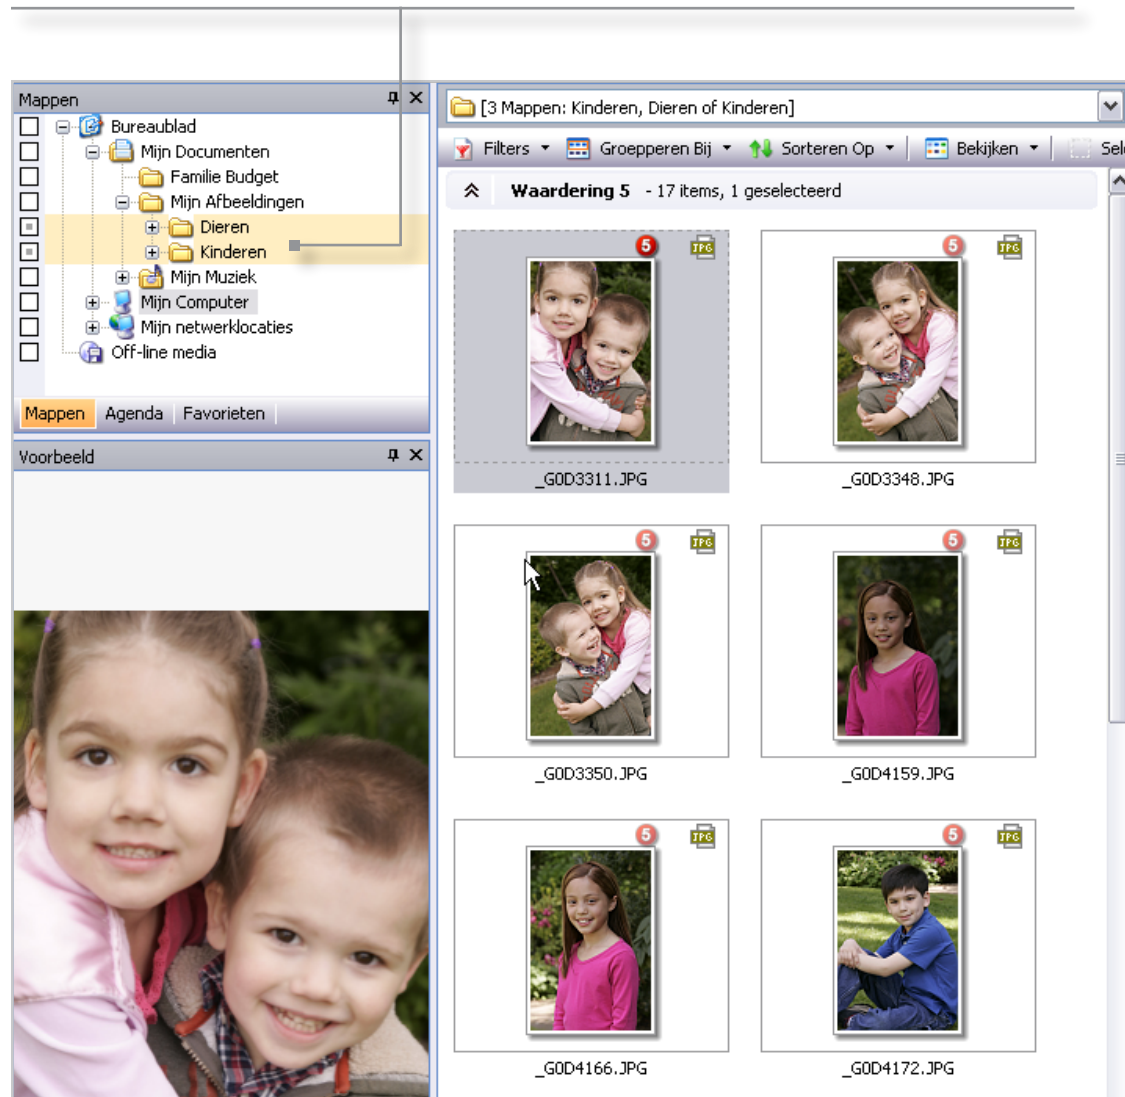 Mappen
Bureaublad
Mijn Documenten
Familie Budget
Mijn Afbeeldingen
Dieren
Kinderen
Mijn Muziek
Mijn Computer
Mijn netwerklocaties
Off-line media
Mappen Agenda Favorieten
Voorbeeld
[3 Mappen: Kinderen, Dieren of Kinderen]
Filters Groepperen Bij Sorteren Op Bekijken Sele
Waardering 5 - 17 items, 1 geselecteerd
5 JPG 5 JPG
_G0D3311.JPG _G0D3348.JPG
5 JPG 5 JPG
_G0D3350.JPG _G0D4159.JPG
5 JPG 5 JPG
_G0D4166.JPG _G0D4172.JPG